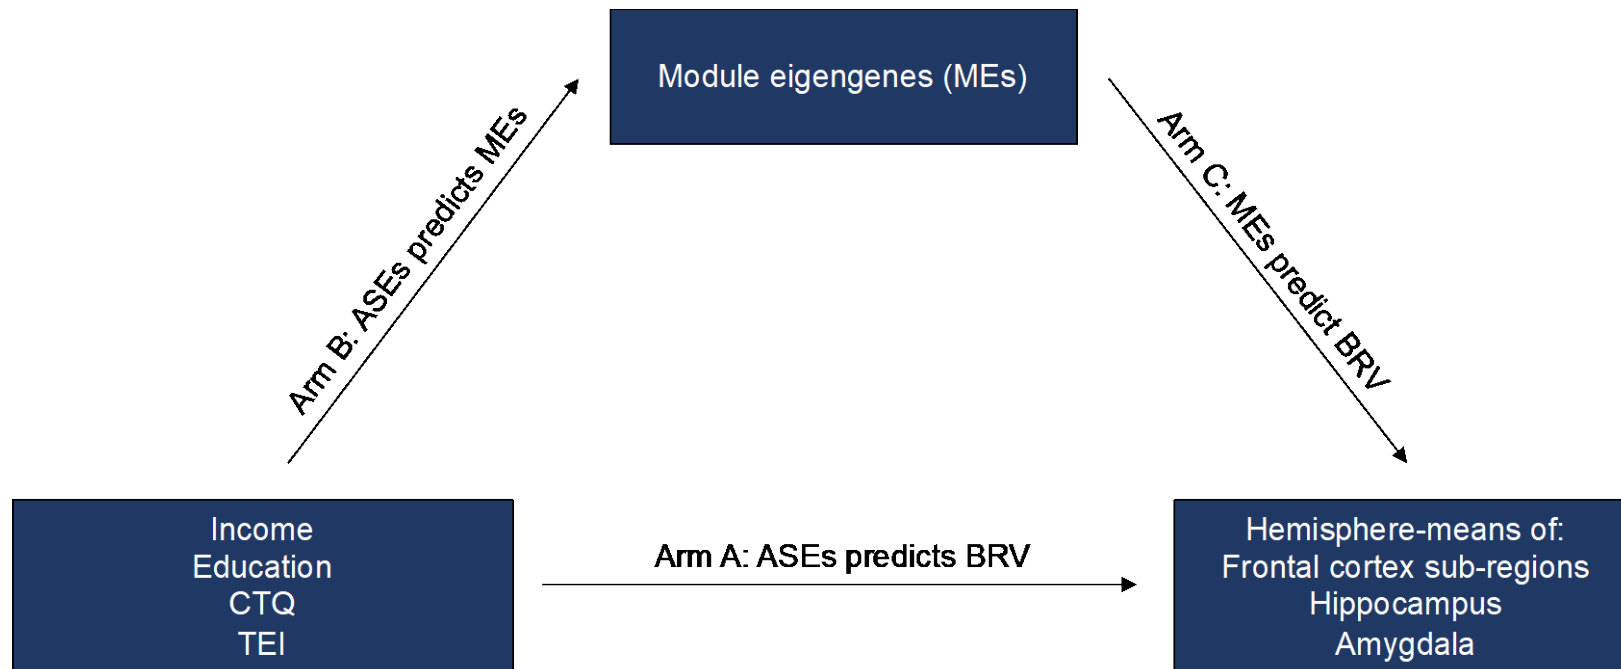 Module eigengenes (MEs)
Arm B: ASEs predicts MEs
Arm C: MEs predict BRV
Income
Education
CTQ
TEI
Arm A: ASEs predicts BRV
Hemisphere-means of:
Frontal cortex sub-regions
Hippocampus
Amygdala